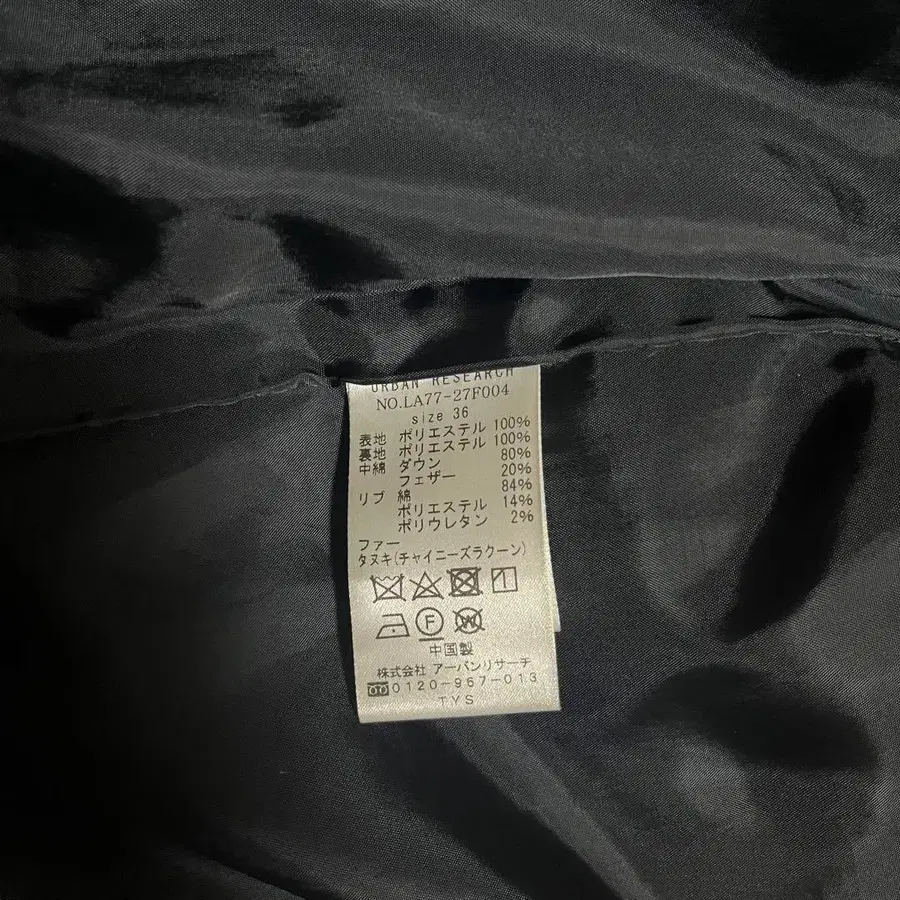 URBAN RESEARCH
NO.LA77-27F004
size 36
表地 ポリエステル 100%
裏地 ポリエステル 100%
中綿 ダウン 80%
フェザー 20%
リブ 綿 84%
ポリエステル 14%
ポリウレタン 2%
ファー
タヌキ(チャイニーズラクーン)
F W
中国製
株式会社 アーバンリサーチ
0120-967-013
TYS